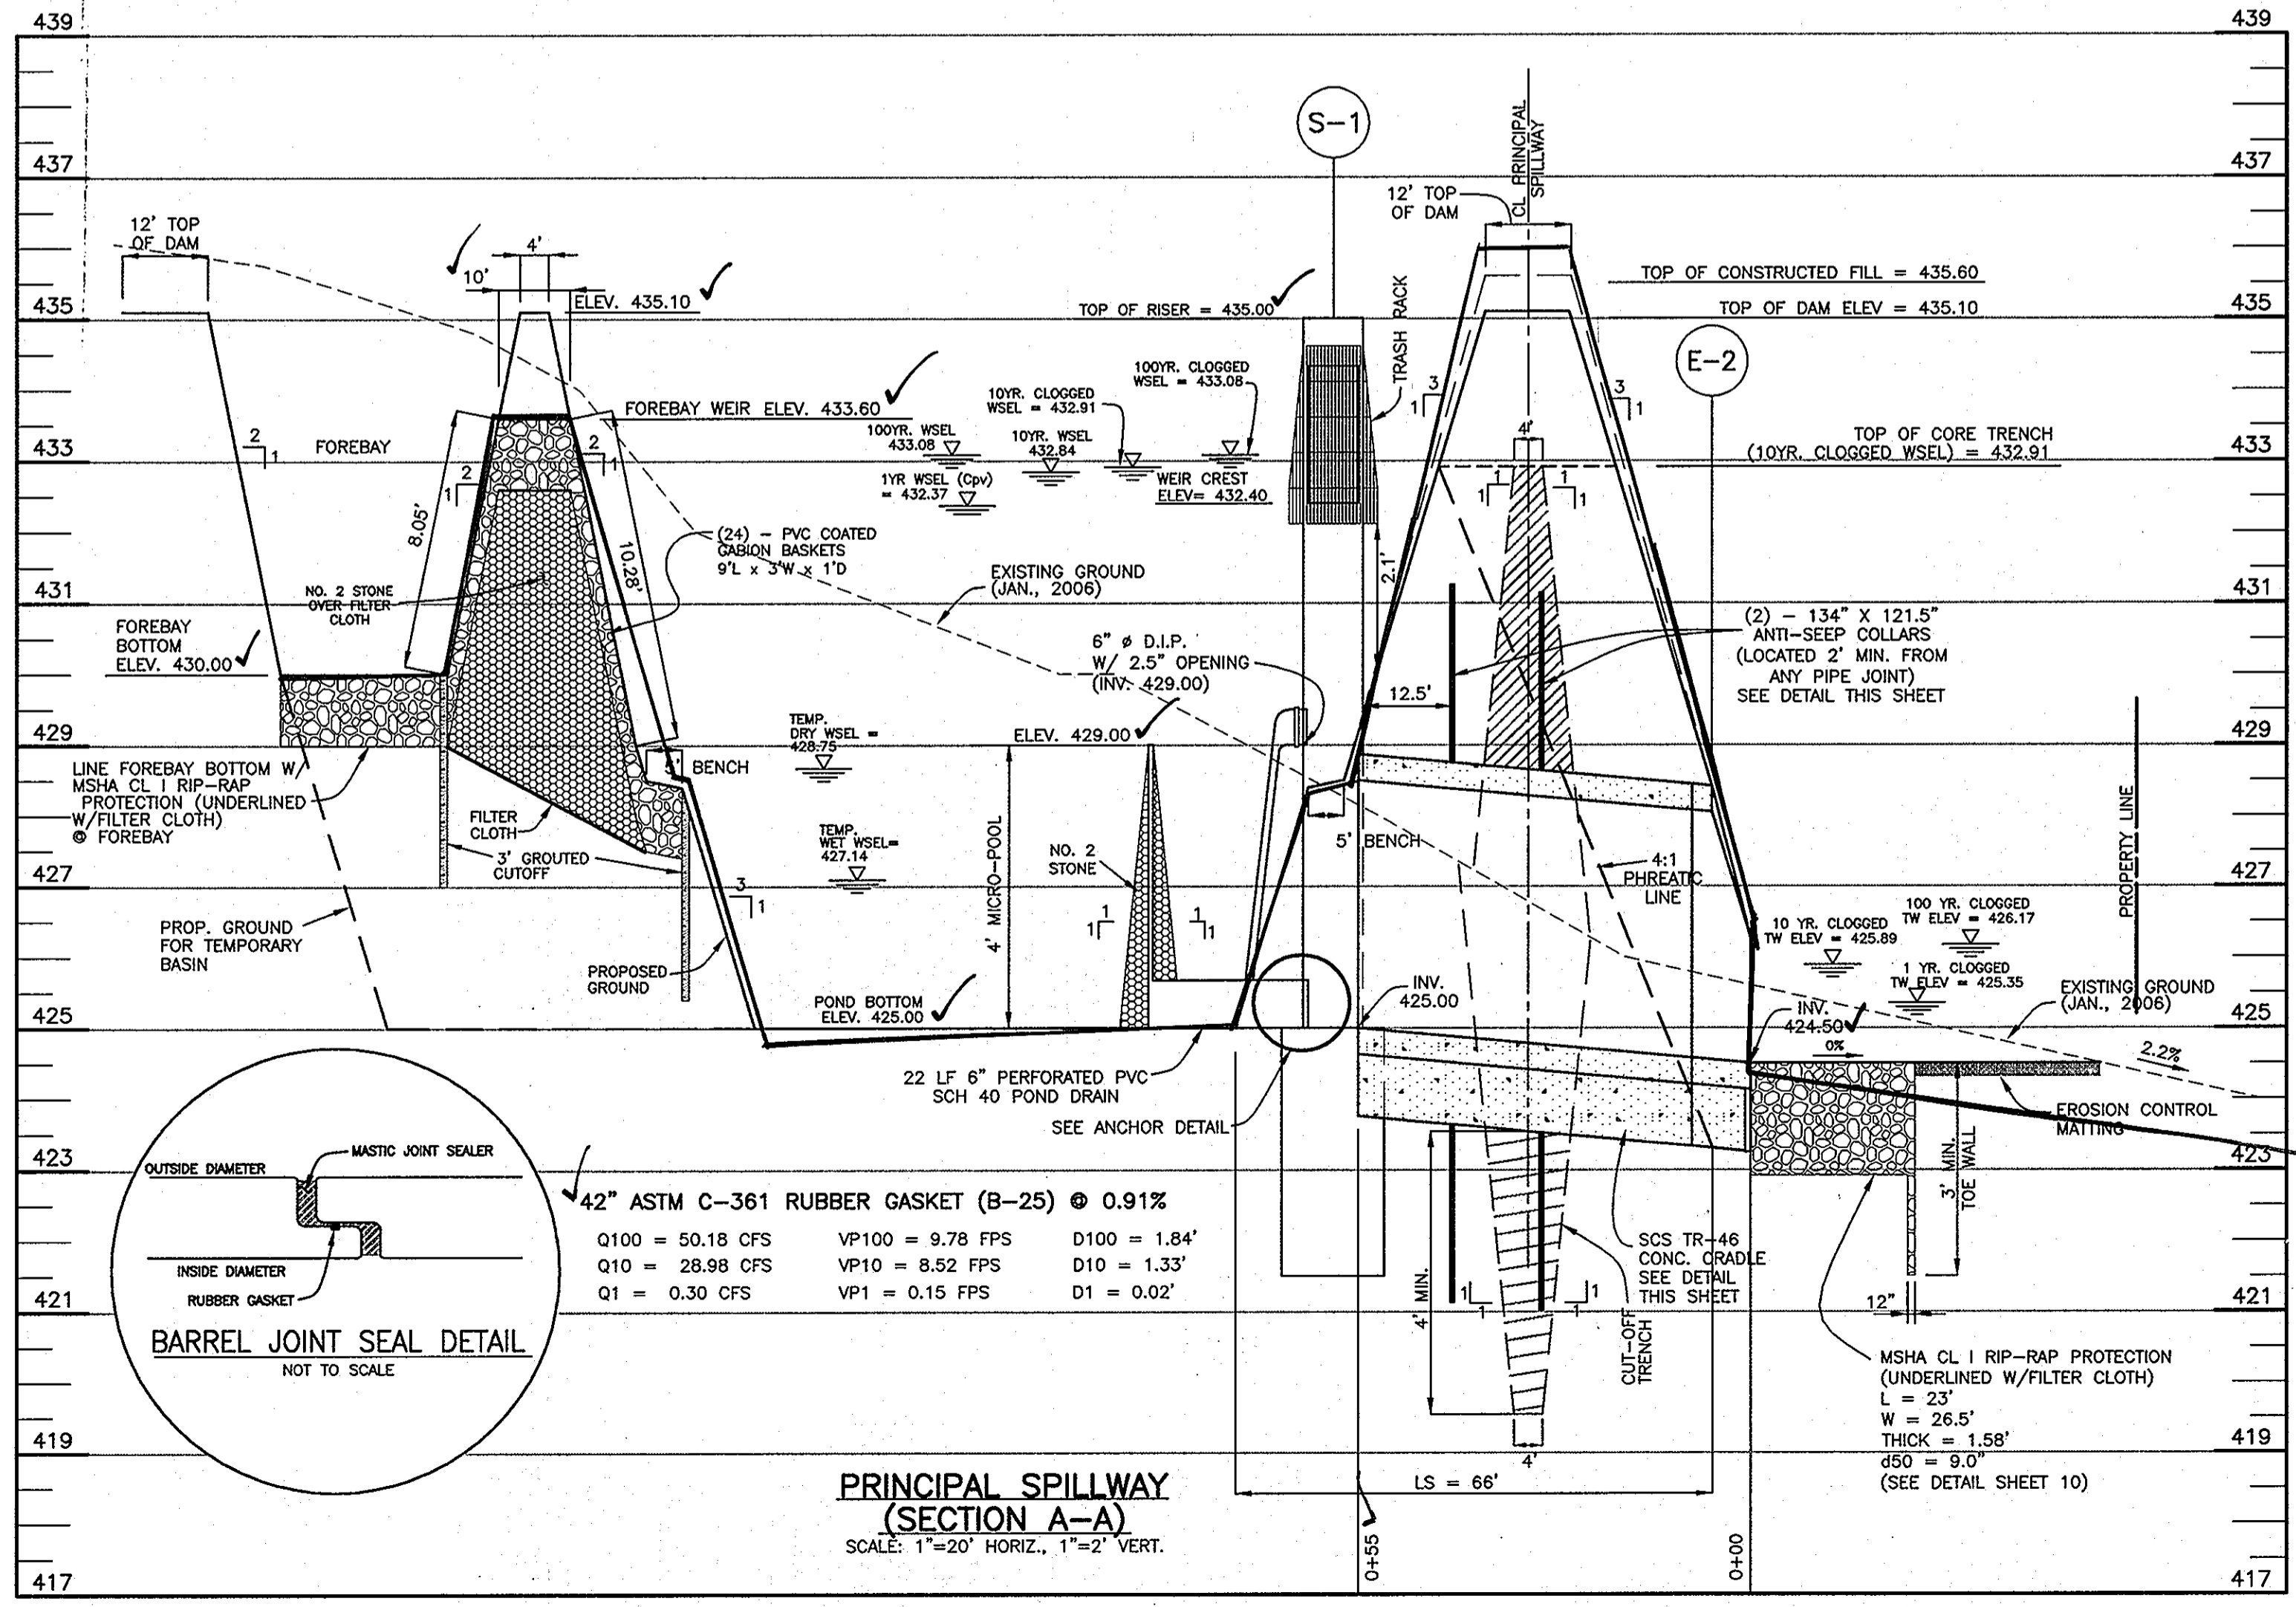 439
439
437
437
435
435
433
433
431
431
429
429
427
427
425
425
423
423
421
421
419
419
417
417
12' TOP
OF DAM
10'
4'
ELEV. 435.10
FOREBAY WEIR ELEV. 433.60
FOREBAY
2
1
2
1
2
1
8.05'
10.28'
NO. 2 STONE
OVER FILTER
CLOTH
(24) - PVC COATED
GABION BASKETS
9'L x 3'W x 1'D
FOREBAY
BOTTOM
ELEV. 430.00
LINE FOREBAY BOTTOM W/
MSHA CL I RIP-RAP
PROTECTION (UNDERLINED
W/FILTER CLOTH)
@ FOREBAY
FILTER
CLOTH
3' GROUTED
CUTOFF
BENCH
3
1
PROP. GROUND
FOR TEMPORARY
BASIN
PROPOSED
GROUND
TEMP.
DRY WSEL =
428.75
TEMP.
WET WSEL=
427.14
POND BOTTOM
ELEV. 425.00
TOP OF RISER = 435.00
S-1
100YR. CLOGGED
WSEL = 433.08
10YR. CLOGGED
WSEL = 432.91
100YR. WSEL
433.08
10YR. WSEL
432.84
1YR WSEL (Cpv)
= 432.37
WEIR CREST
ELEV= 432.40
TRASH RACK
2.1'
EXISTING GROUND
(JAN., 2006)
6" ø D.I.P.
W/ 2.5" OPENING
(INV. 429.00)
ELEV. 429.00
4' MICRO-POOL
NO. 2
STONE
1
1
1
1
5' BENCH
12.5'
22 LF 6" PERFORATED PVC
SCH 40 POND DRAIN
SEE ANCHOR DETAIL
INV.
425.00
CL PRINCIPAL
SPILLWAY
12' TOP
OF DAM
TOP OF CONSTRUCTED FILL = 435.60
TOP OF DAM ELEV = 435.10
E-2
3
1
3
1
4'
TOP OF CORE TRENCH
(10YR. CLOGGED WSEL) = 432.91
1
1
1
1
(2) - 134" X 121.5"
ANTI-SEEP COLLARS
(LOCATED 2' MIN. FROM
ANY PIPE JOINT)
SEE DETAIL THIS SHEET
4:1
PHREATIC
LINE
PROPERTY LINE
10 YR. CLOGGED
TW ELEV = 425.89
100 YR. CLOGGED
TW ELEV = 426.17
1 YR. CLOGGED
TW ELEV = 425.35
EXISTING GROUND
(JAN., 2006)
INV.
424.50
0%
2.2%
EROSION CONTROL
MATTING
3' MIN.
TOE WALL
12"
SCS TR-46
CONC. CRADLE
SEE DETAIL
THIS SHEET
4' MIN.
1
1
1
1
CUT-OFF
TRENCH
4'
LS = 66'
0+55
0+00
MSHA CL I RIP-RAP PROTECTION
(UNDERLINED W/FILTER CLOTH)
L = 23'
W = 26.5'
THICK = 1.58'
d50 = 9.0"
(SEE DETAIL SHEET 10)
42" ASTM C-361 RUBBER GASKET (B-25) @ 0.91%
Q100 = 50.18 CFS VP100 = 9.78 FPS D100 = 1.84'
Q10 = 28.98 CFS VP10 = 8.52 FPS D10 = 1.33'
Q1 = 0.30 CFS VP1 = 0.15 FPS D1 = 0.02'
MASTIC JOINT SEALER
OUTSIDE DIAMETER
INSIDE DIAMETER
RUBBER GASKET
BARREL JOINT SEAL DETAIL
NOT TO SCALE
PRINCIPAL SPILLWAY
(SECTION A-A)
SCALE: 1"=20' HORIZ., 1"=2' VERT.